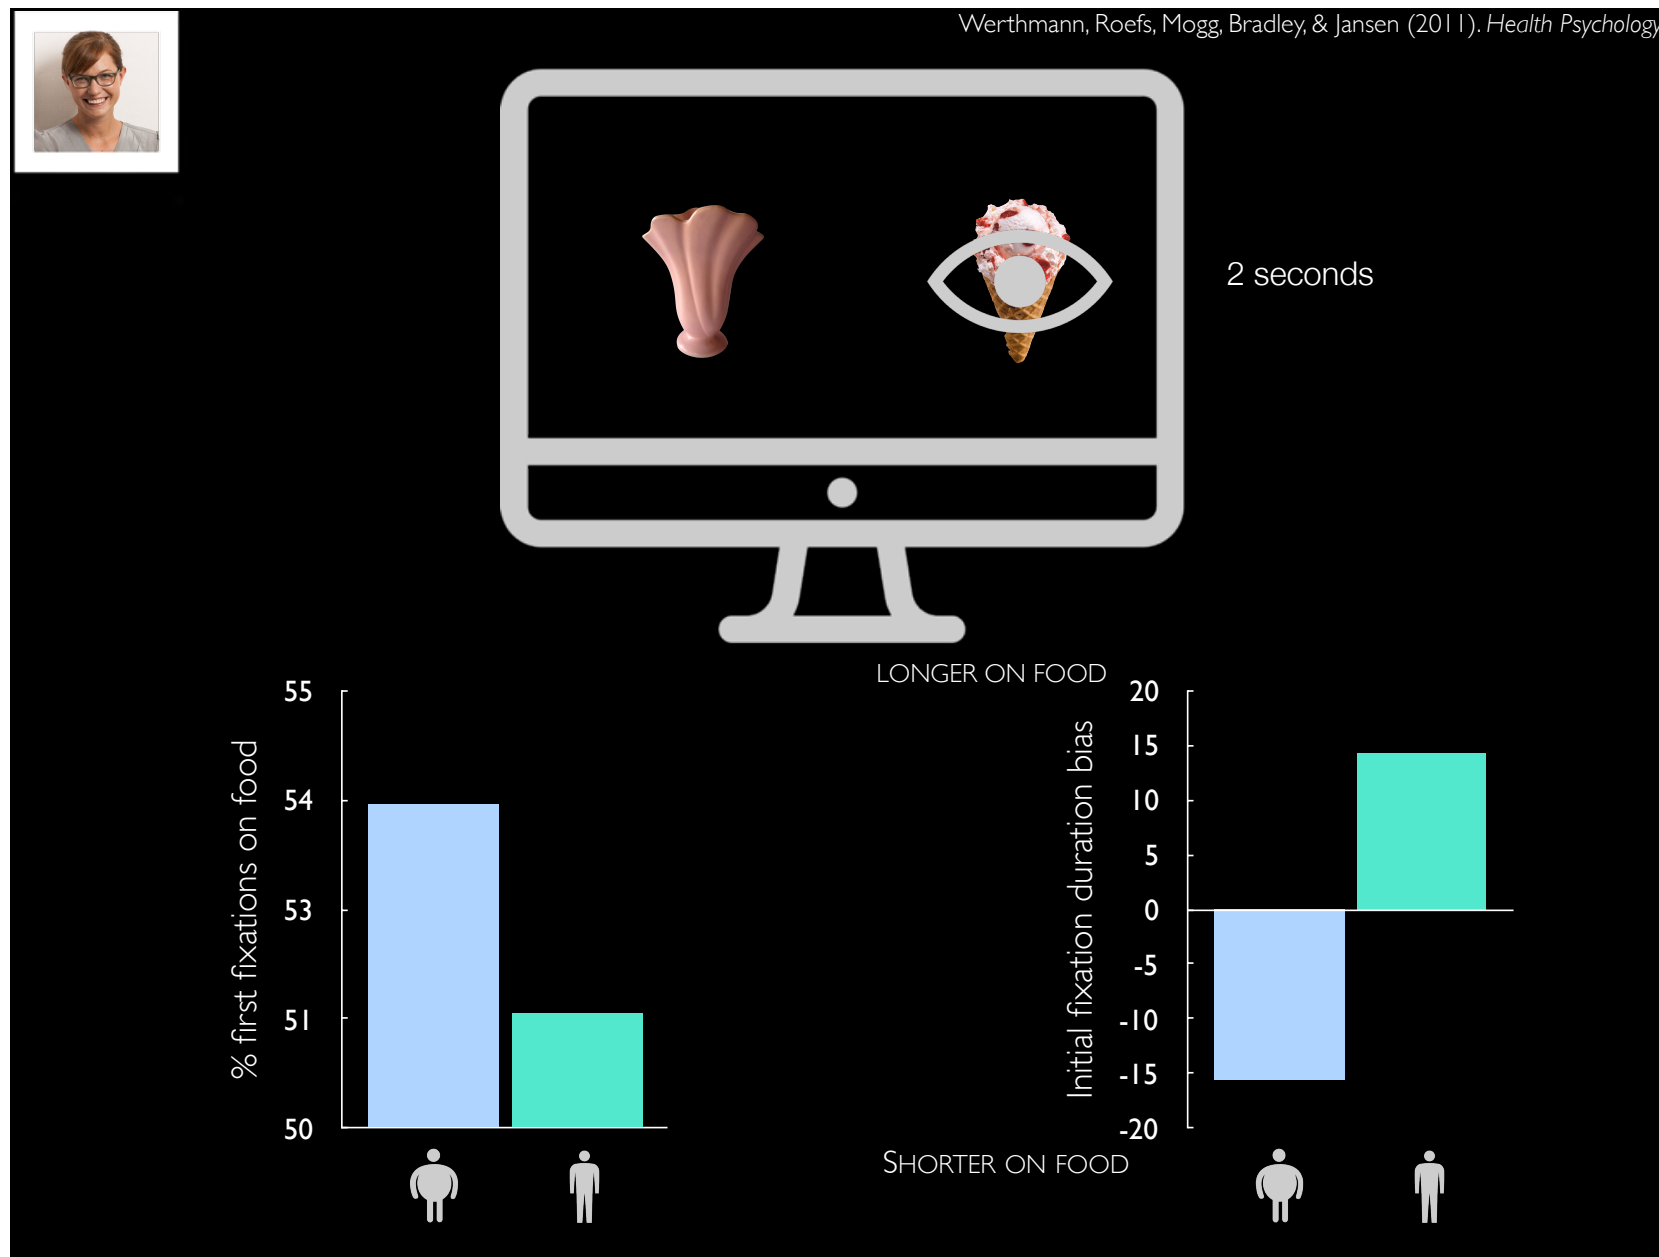 Werthmann, Roefs, Mogg, Bradley, & Jansen (2011). Health Psychology
2 seconds
% first fixations on food
55
54
53
51
50
LONGER ON FOOD
Initial fixation duration bias
20
15
10
5
0
-5
-10
-15
-20
SHORTER ON FOOD